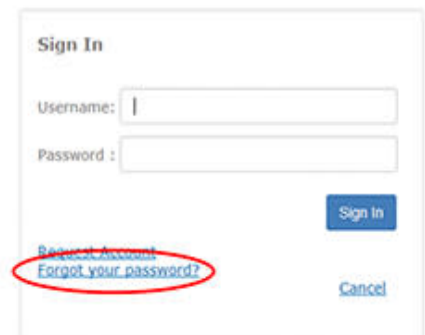 Sign In
Username:
Password :
Sign In
Request Account
Forgot your password?
Cancel